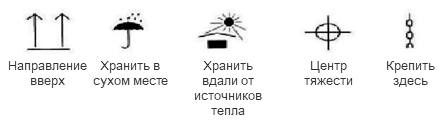 Направление
вверх
Хранить в
сухом месте
Хранить
вдали от
источников
тепла
Центр
тяжести
Крепить
здесь